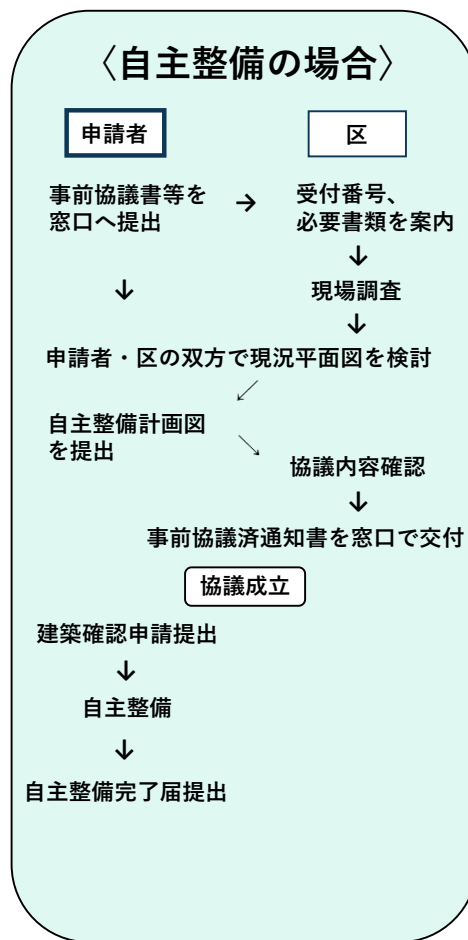 〈自主整備の場合〉
申請者
区
事前協議書等を
窓口へ提出
→
受付番号、
必要書類を案内
↓
↓
現場調査
↓
申請者・区の双方で現況平面図を検討
↙
自主整備計画図
を提出
↘
協議内容確認
↓
事前協議済通知書を窓口で交付
協議成立
建築確認申請提出
↓
自主整備
↓
自主整備完了届提出